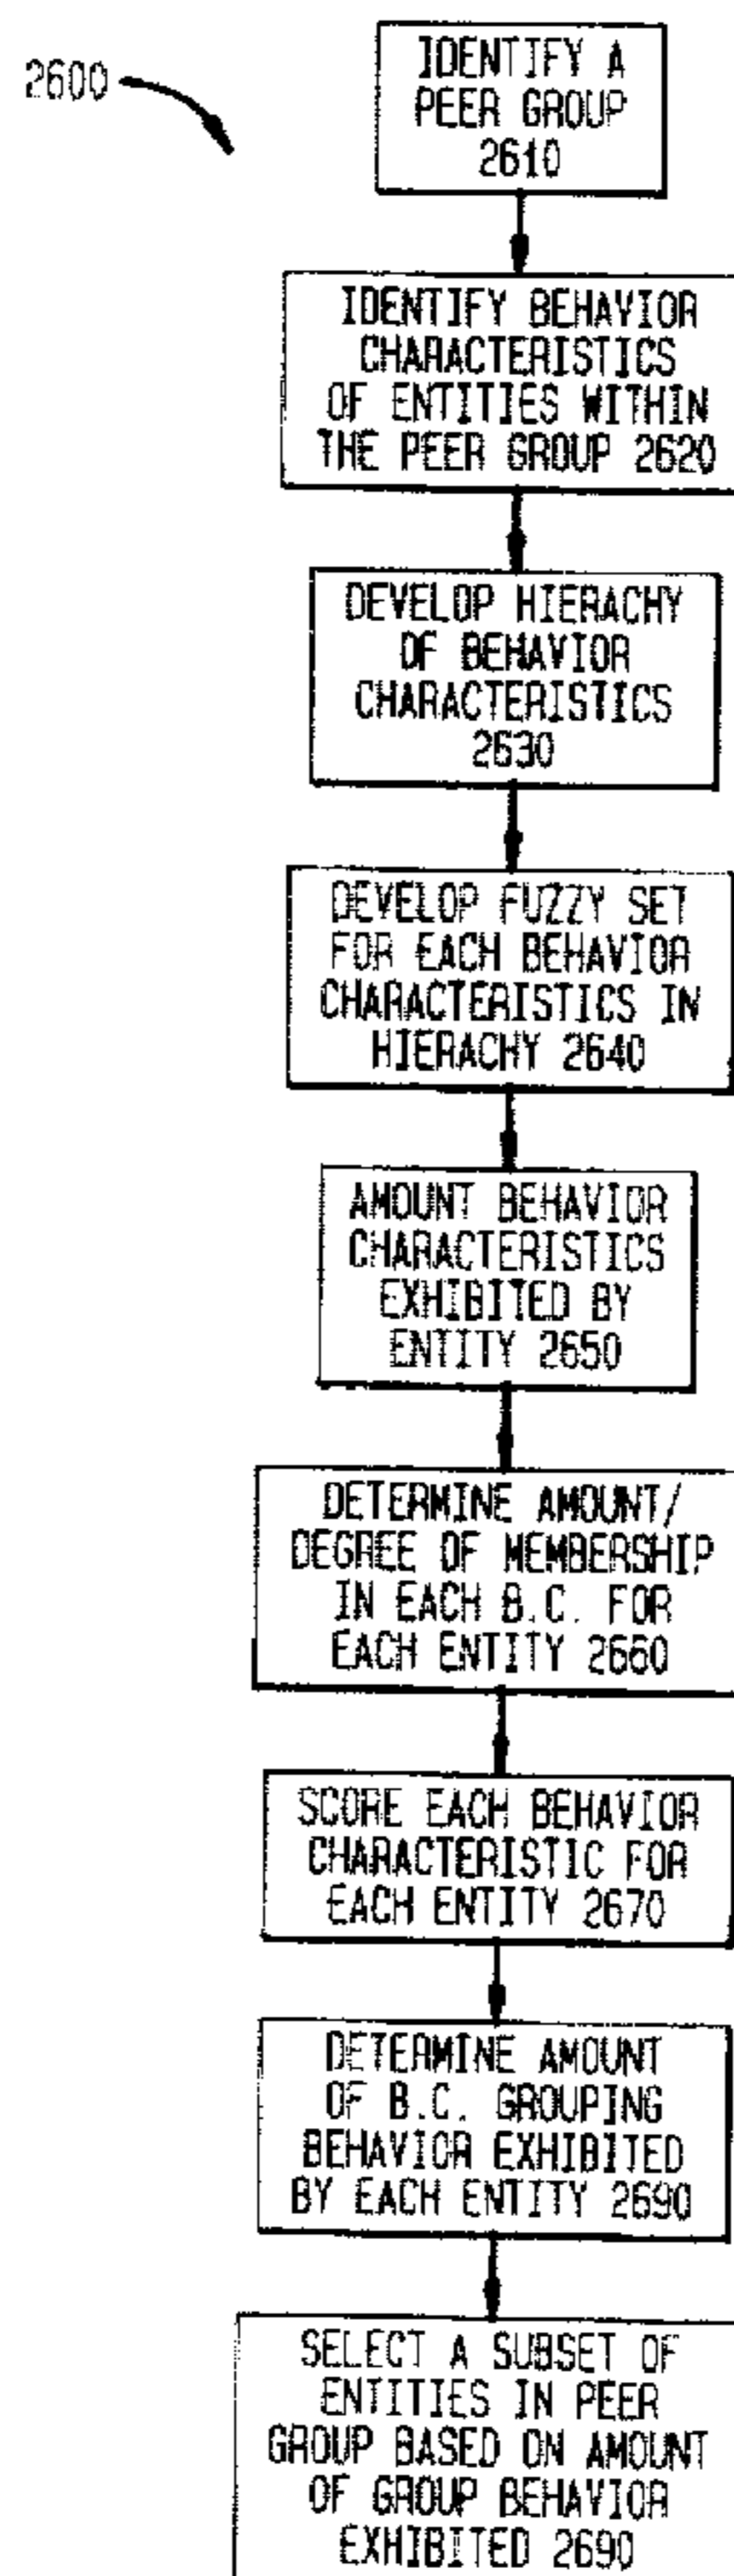 2600
IDENTIFY A
PEER GROUP
2610
IDENTIFY BEHAVIOR
CHARACTERISTICS
OF ENTITIES WITHIN
THE PEER GROUP 2620
DEVELOP HIERACHY
OF BEHAVIOR
CHARACTERISTICS
2630
DEVELOP FUZZY SET
FOR EACH BEHAVIOR
CHARACTERISTICS IN
HIERACHY 2640
AMOUNT BEHAVIOR
CHARACTERISTICS
EXHIBITED BY
ENTITY 2650
DETERMINE AMOUNT/
DEGREE OF MEMBERSHIP
IN EACH B.C. FOR
EACH ENTITY 2660
SCORE EACH BEHAVIOR
CHARACTERISTIC FOR
EACH ENTITY 2670
DETERMINE AMOUNT
OF B.C. GROUPING
BEHAVIOR EXHIBITED
BY EACH ENTITY 2690
SELECT A SUBSET OF
ENTITIES IN PEER
GROUP BASED ON AMOUNT
OF GROUP BEHAVIOR
EXHIBITED 2690